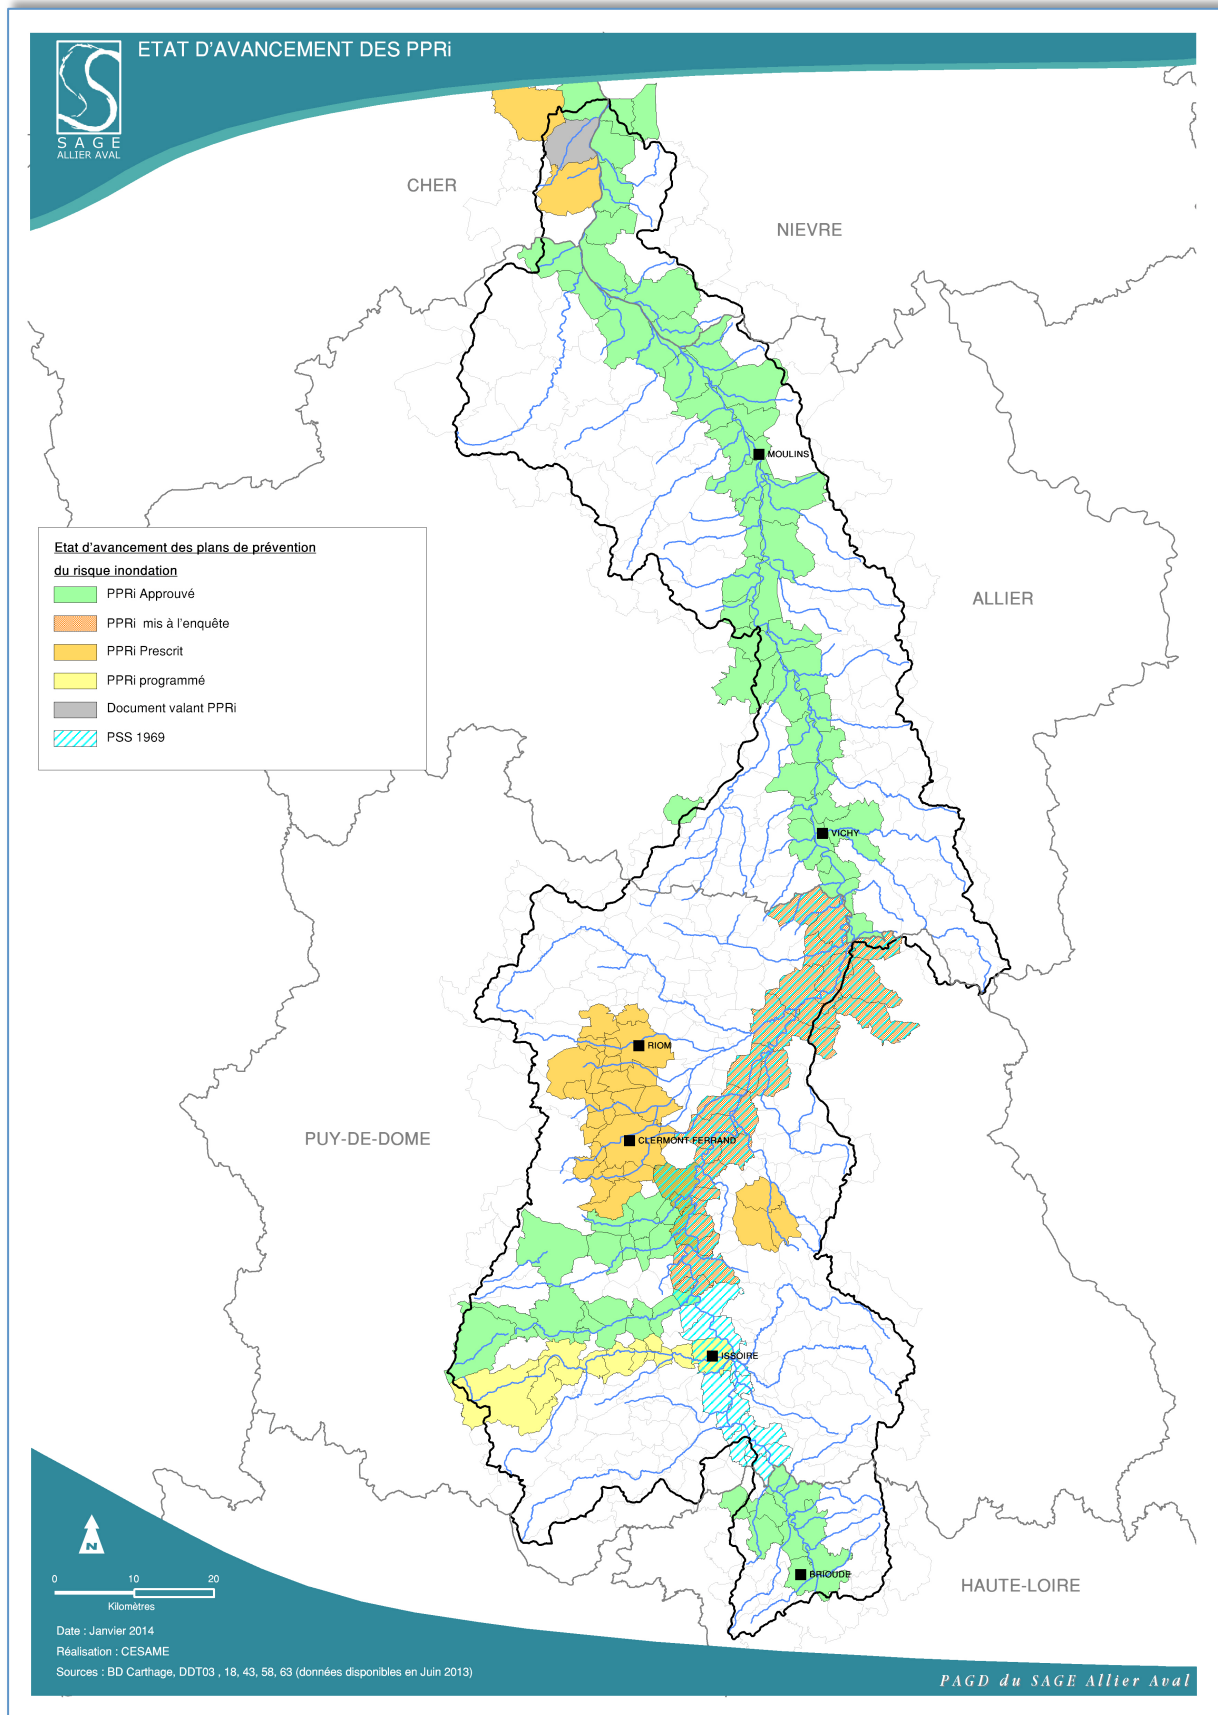 ETAT D'AVANCEMENT DES PPRi
SAGE
ALLIER AVAL
CHER
NIEVRE
MOULINS
Etat d'avancement des plans de prévention
du risque inondation
PPRi Approuvé
PPRi mis à l'enquête
PPRi Prescrit
PPRi programmé
Document valant PPRi
PSS 1969
ALLIER
VICHY
RIOM
PUY-DE-DOME
CLERMONT FERRAND
ISSOIRE
BRIOUDE
HAUTE-LOIRE
N
0 10 20
Kilomètres
Date : Janvier 2014
Réalisation : CESAME
Sources : BD Carthage, DDT03 , 18, 43, 58, 63 (données disponibles en Juin 2013)
PAGD du SAGE Allier Aval